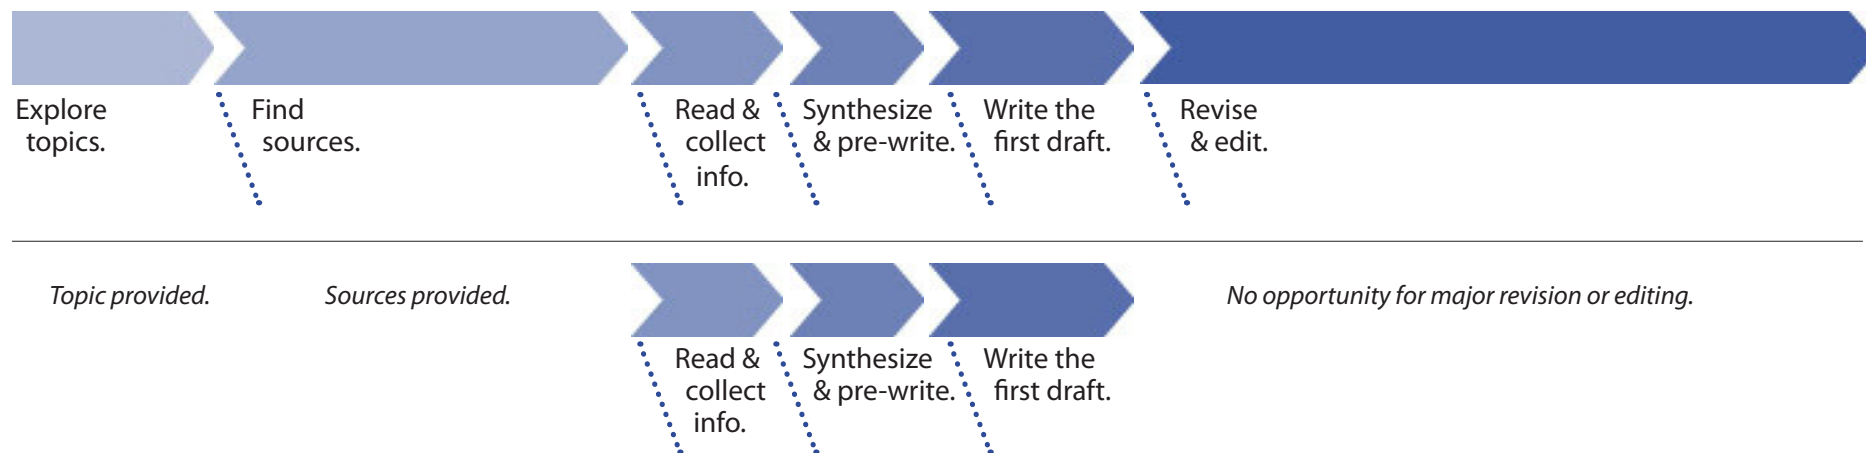 Explore
topics.
Find
sources.
Read &
collect
info.
Synthesize
& pre-write.
Write the
first draft.
Revise
& edit.
Topic provided.
Sources provided.
No opportunity for major revision or editing.
Read &
collect
info.
Synthesize
& pre-write.
Write the
first draft.